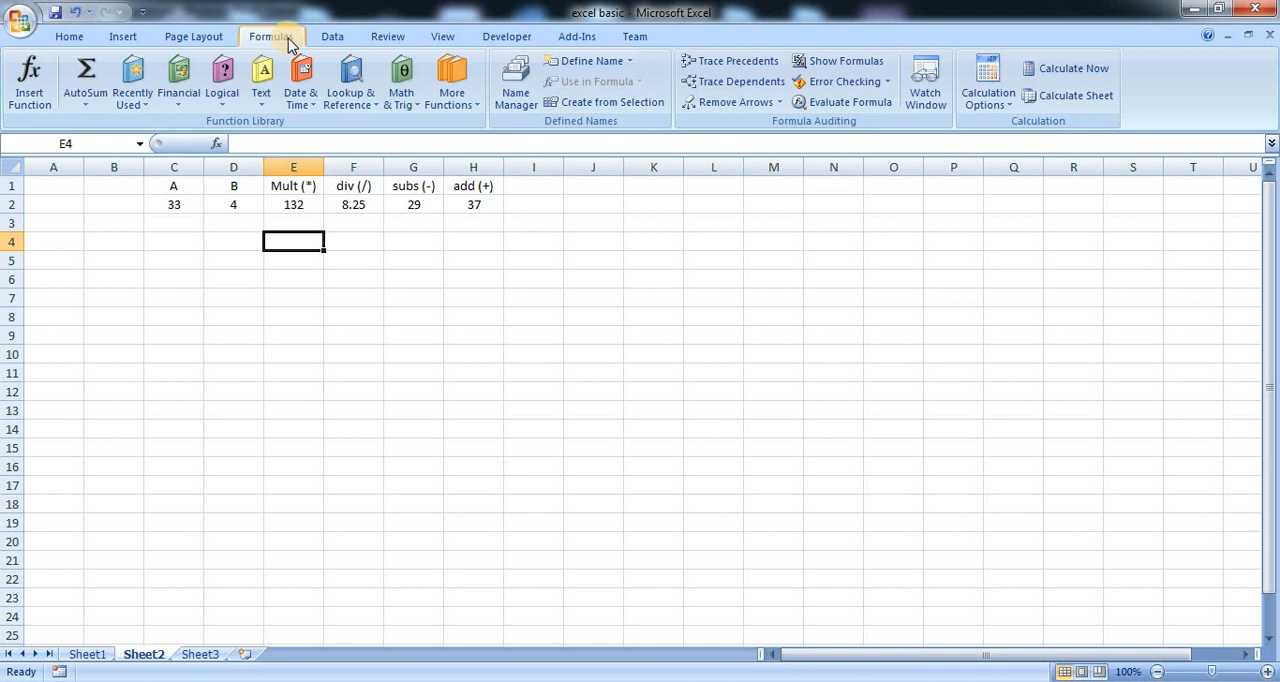 excel basic - Microsoft Excel
Home Insert Page Layout Formulas Data Review View Developer Add-Ins Team
fx Insert Function
Σ AutoSum
Recently Used
Financial
? Logical
A Text
Date & Time
Lookup & Reference
θ Math & Trig
More Functions
Function Library
Name Manager
Define Name
fx Use in Formula
Create from Selection
Defined Names
Trace Precedents
Trace Dependents
Remove Arrows
Show Formulas
Error Checking
Evaluate Formula
Formula Auditing
Watch Window
Calculation Options
Calculate Now
Calculate Sheet
Calculation
E4 fx
A B C D E F G H I J K L M N O P Q R S T U
1 A B Mult (*) div (/) subs (-) add (+)
2 33 4 132 8.25 29 37
3
4
5
6
7
8
9
10
11
12
13
14
15
16
17
18
19
20
21
22
23
24
25
Sheet1 Sheet2 Sheet3
Ready 100%